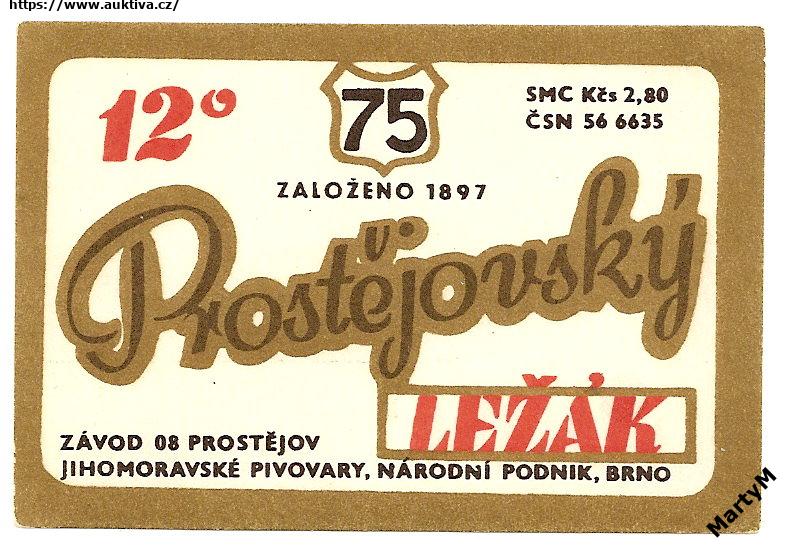 https://www.auktiva.cz/
12°
75
SMC Kčs 2,80
ČSN 56 6635
ZALOŽENO 1897
Prostějovský
LEŽÁK
ZÁVOD 08 PROSTĚJOV
JIHOMORAVSKÉ PIVOVARY, NÁRODNÍ PODNIK, BRNO
MartyM